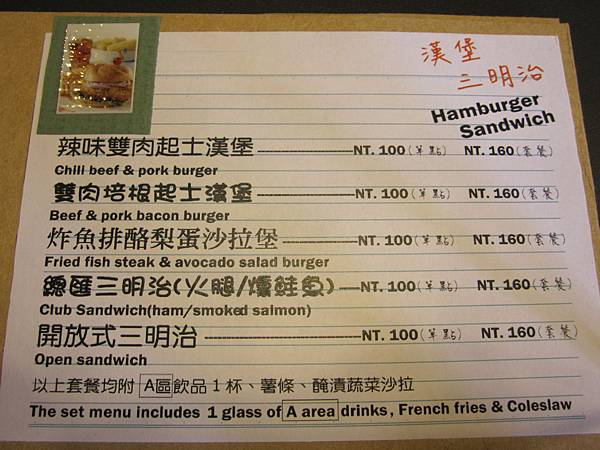 漢堡
三明治
Hamburger
Sandwich
辣味雙肉起士漢堡 NT. 100(單點) NT. 160(套餐)
Chili beef & pork burger
雙肉培根起士漢堡 NT. 100(單點) NT. 160(套餐)
Beef & pork bacon burger
炸魚排酪梨蛋沙拉堡 NT. 100(單點) NT. 160(套餐)
Fried fish steak & avocado salad burger
總匯三明治(火腿/燻鮭魚) NT. 100(單點) NT. 160(套餐)
Club Sandwich(ham/smoked salmon)
開放式三明治 NT. 100(單點) NT. 160(套餐)
Open sandwich
以上套餐均附 A區飲品 1 杯、薯條、醃漬蔬菜沙拉
The set menu includes 1 glass of A area drinks, French fries & Coleslaw